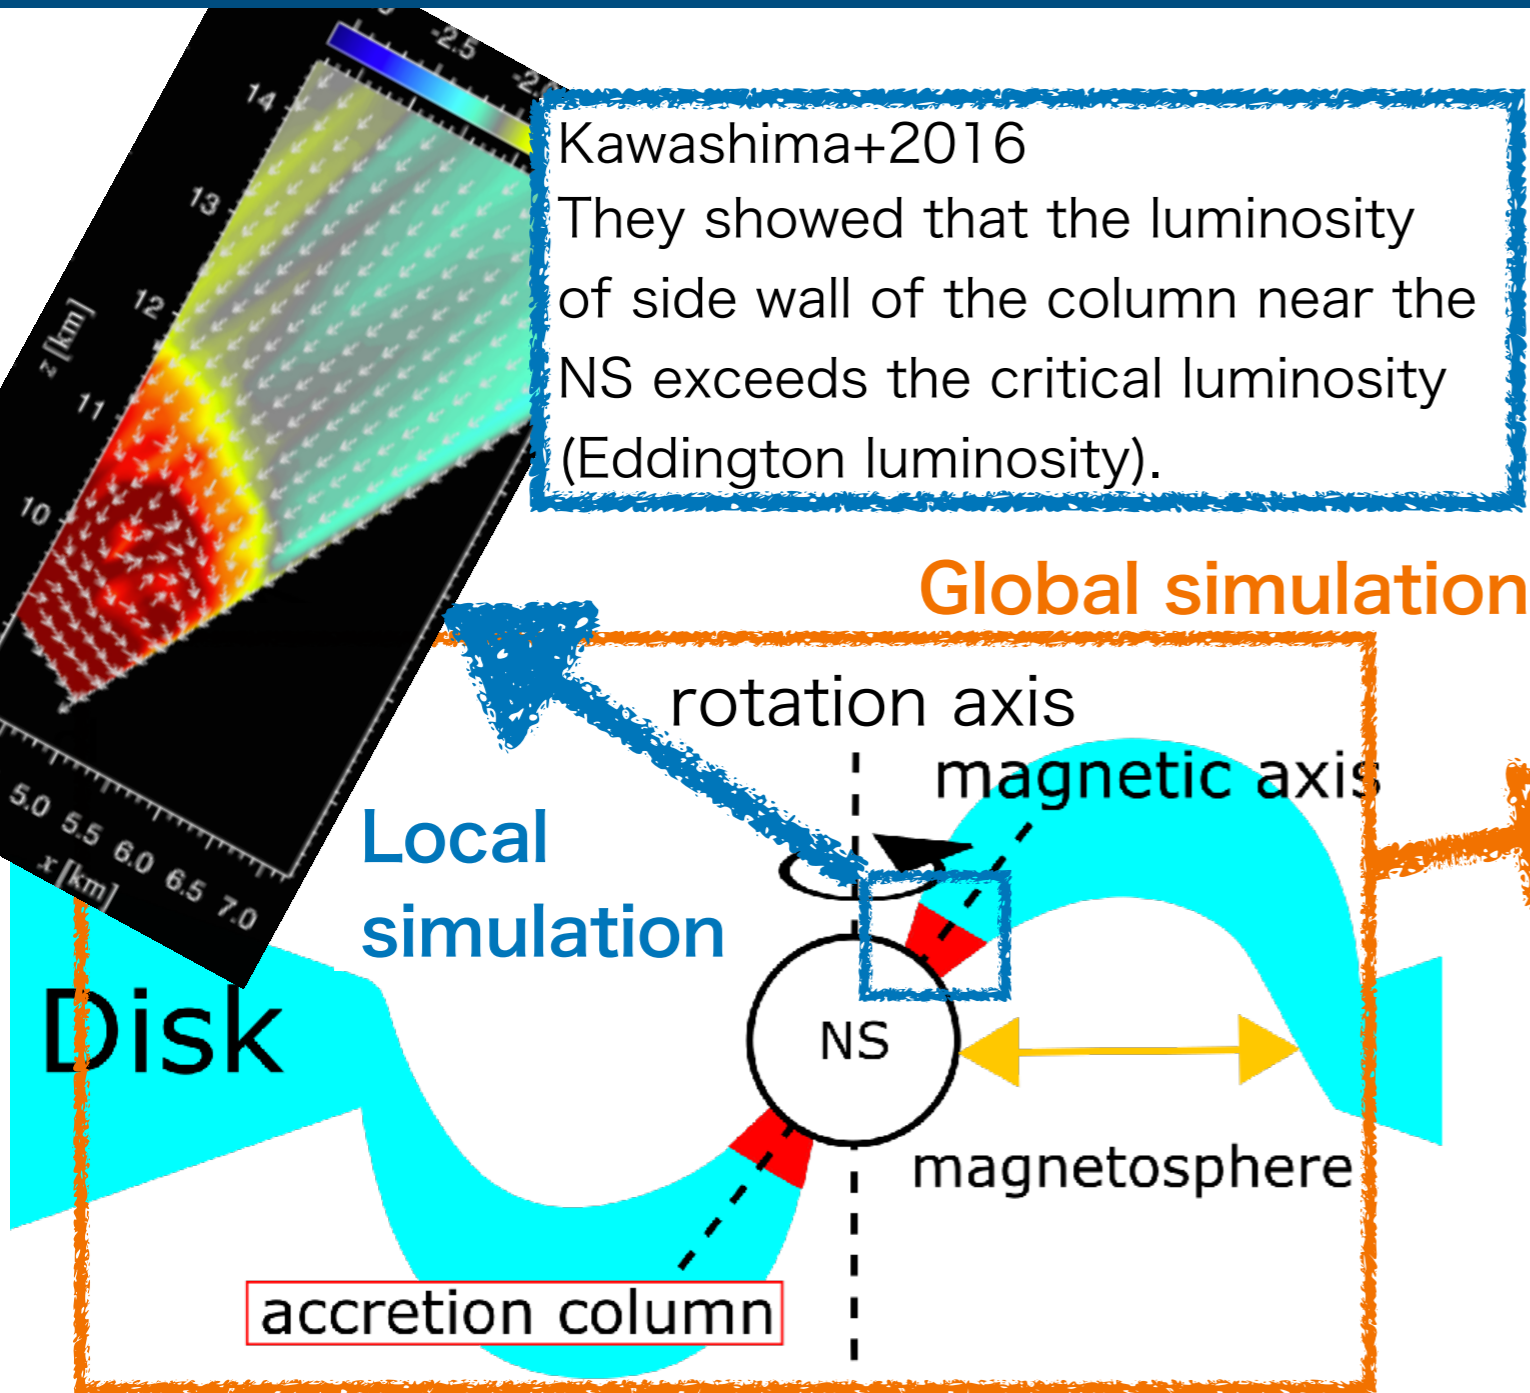 -2.5
14
13
12
11
10
z [km]
5.0 5.5 6.0 6.5 7.0
x [km]
Kawashima+2016
They showed that the luminosity
of side wall of the column near the
NS exceeds the critical luminosity
(Eddington luminosity).
Global simulation
rotation axis
magnetic axis
Local
simulation
Disk
NS
magnetosphere
accretion column